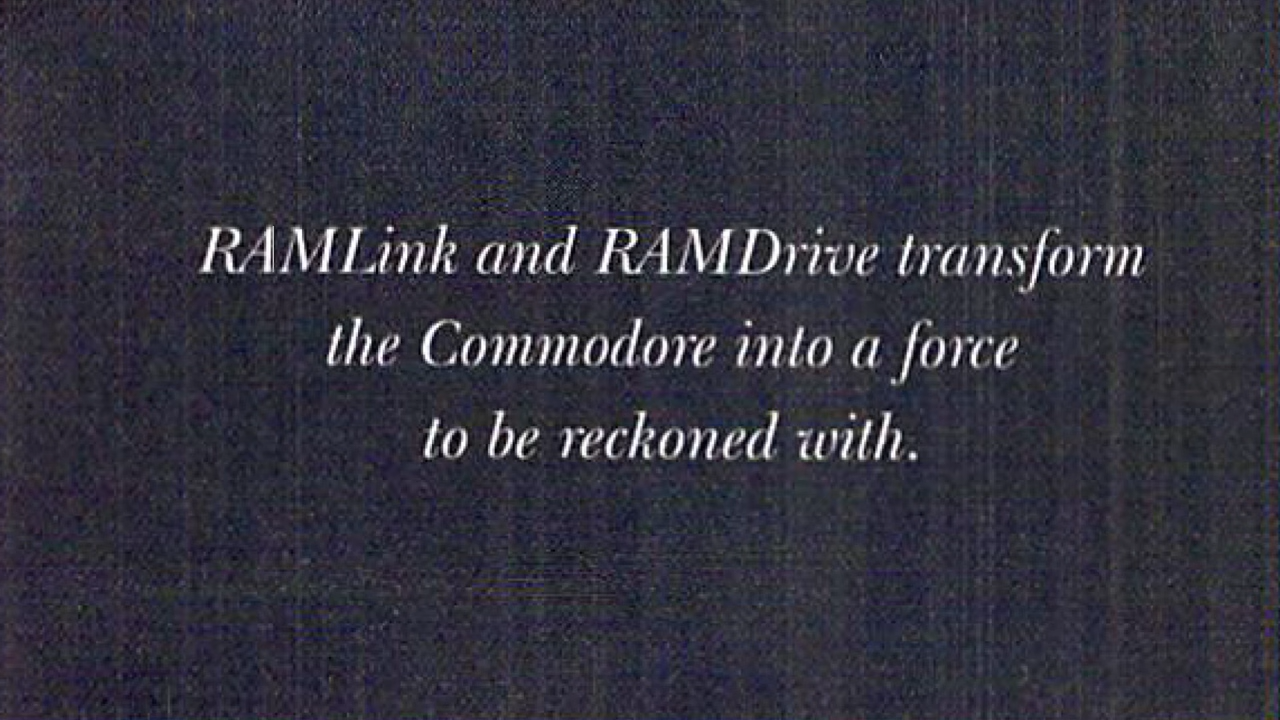 RAMLink and RAMDrive transform
the Commodore into a force
to be reckoned with.